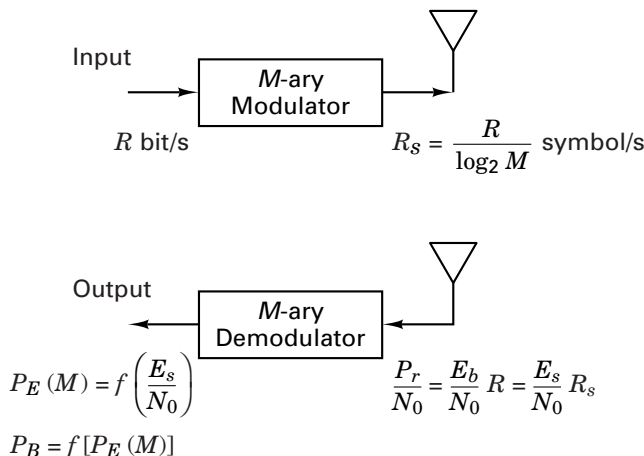 Input
M-ary
Modulator
R bit/s
R_s = R / log_2 M symbol/s
Output
M-ary
Demodulator
P_E (M) = f (E_s / N_0)
P_r / N_0 = E_b / N_0 R = E_s / N_0 R_s
P_B = f [P_E (M)]